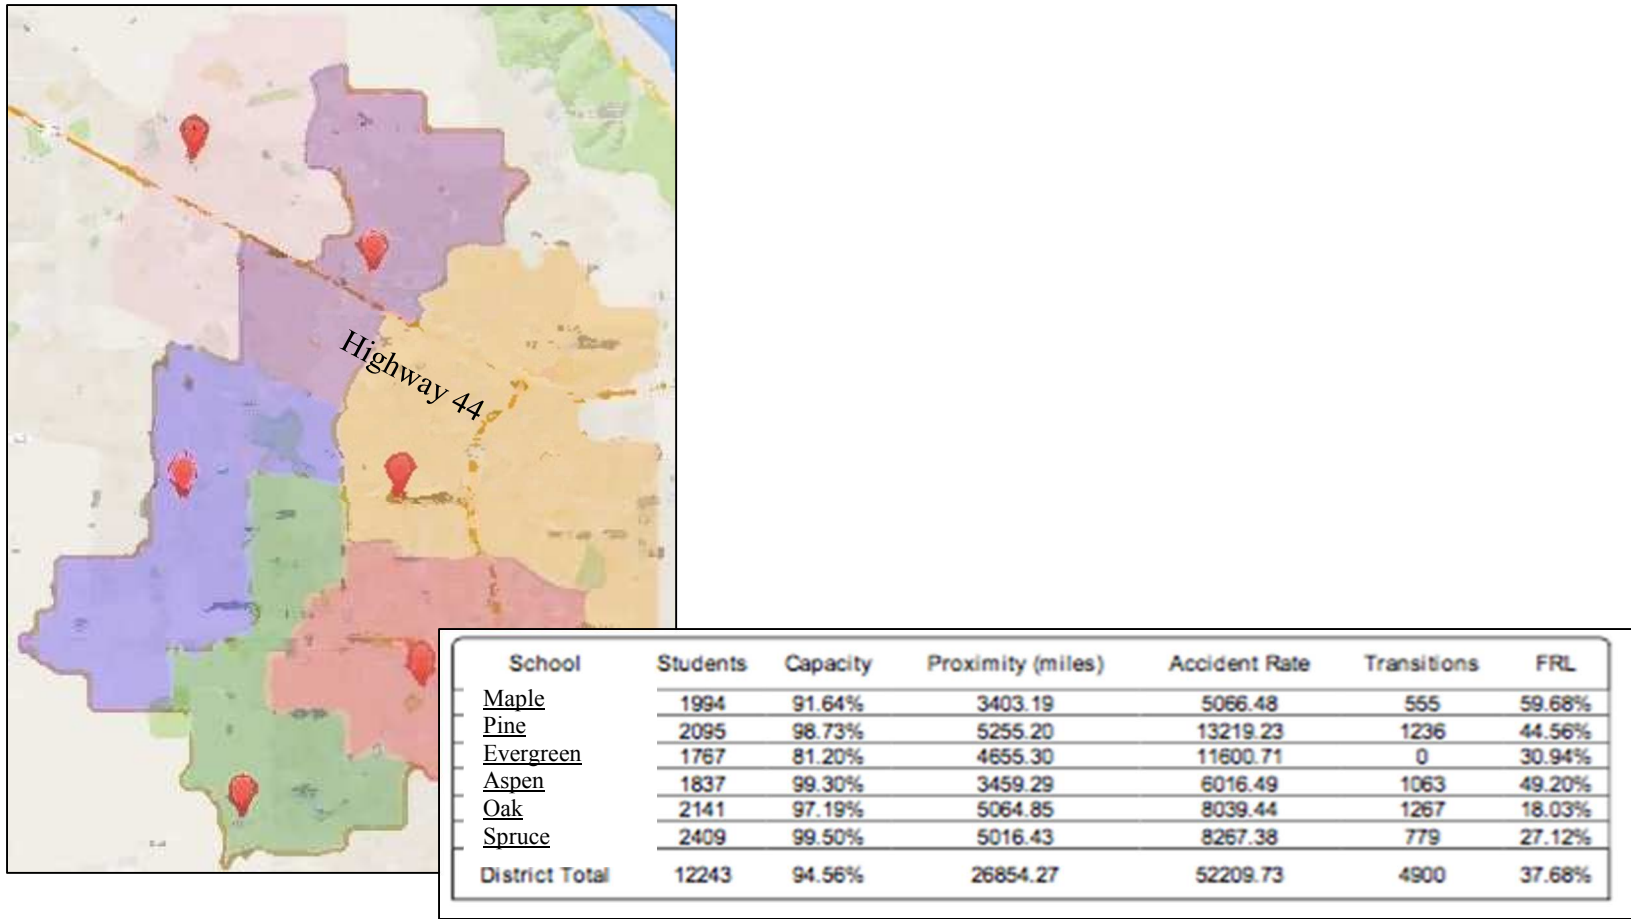 Highway 44
School Students Capacity Proximity (miles) Accident Rate Transitions FRL
Maple 1994 91.64% 3403.19 5066.48 555 59.68%
Pine 2095 98.73% 5255.20 13219.23 1236 44.56%
Evergreen 1767 81.20% 4655.30 11600.71 0 30.94%
Aspen 1837 99.30% 3459.29 6016.49 1063 49.20%
Oak 2141 97.19% 5064.85 8039.44 1267 18.03%
Spruce 2409 99.50% 5016.43 8267.38 779 27.12%
District Total 12243 94.56% 26854.27 52209.73 4900 37.68%